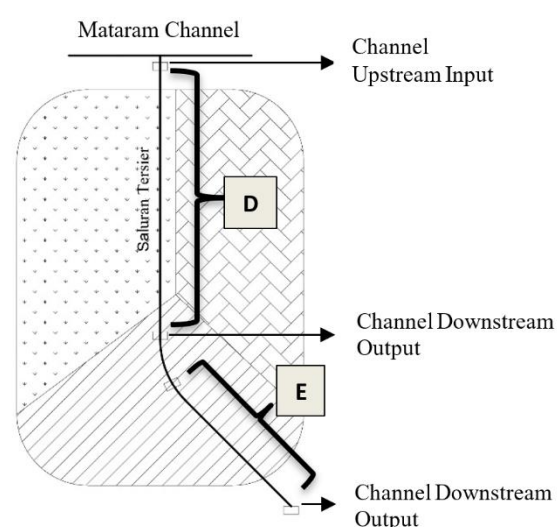 Mataram Channel
Channel
Upstream Input
Saluran Tersier
D
Channel Downstream
Output
E
Channel Downstream
Output